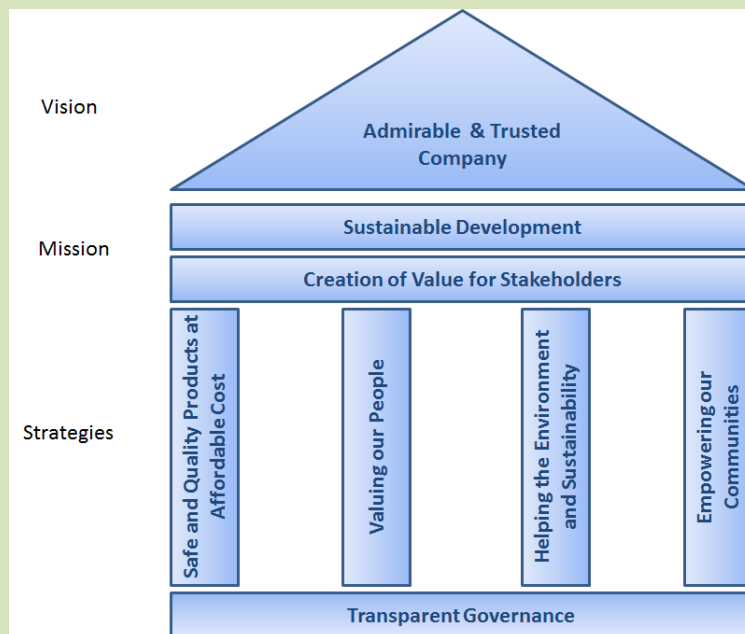 Vision
Admirable & Trusted
Company
Mission
Sustainable Development
Creation of Value for Stakeholders
Strategies
Safe and Quality Products at
Affordable Cost
Valuing our People
Helping the Environment
and Sustainability
Empowering our
Communities
Transparent Governance